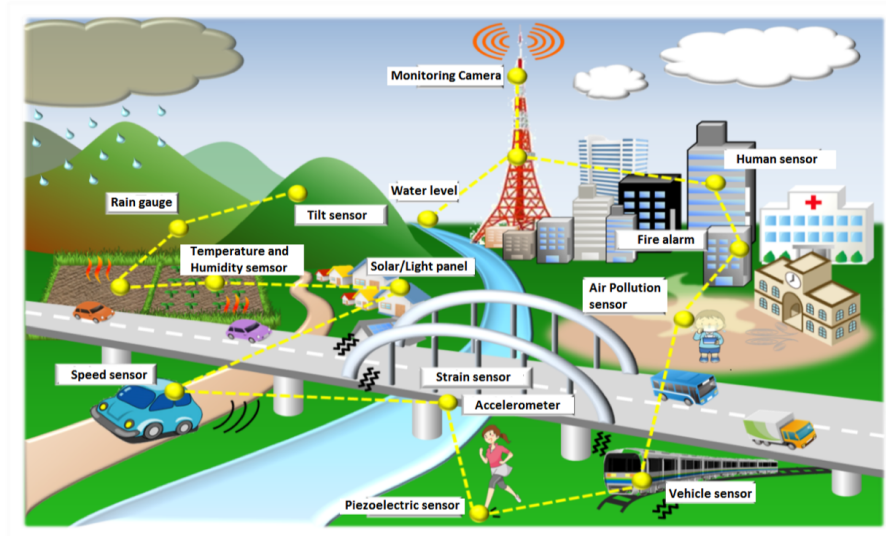 Monitoring Camera
Human sensor
Water level
Rain gauge
Tilt sensor
Fire alarm
Temperature and
Humidity semsor
Solar/Light panel
Air Pollution
sensor
Speed sensor
Strain sensor
Accelerometer
Vehicle sensor
Piezoelectric sensor